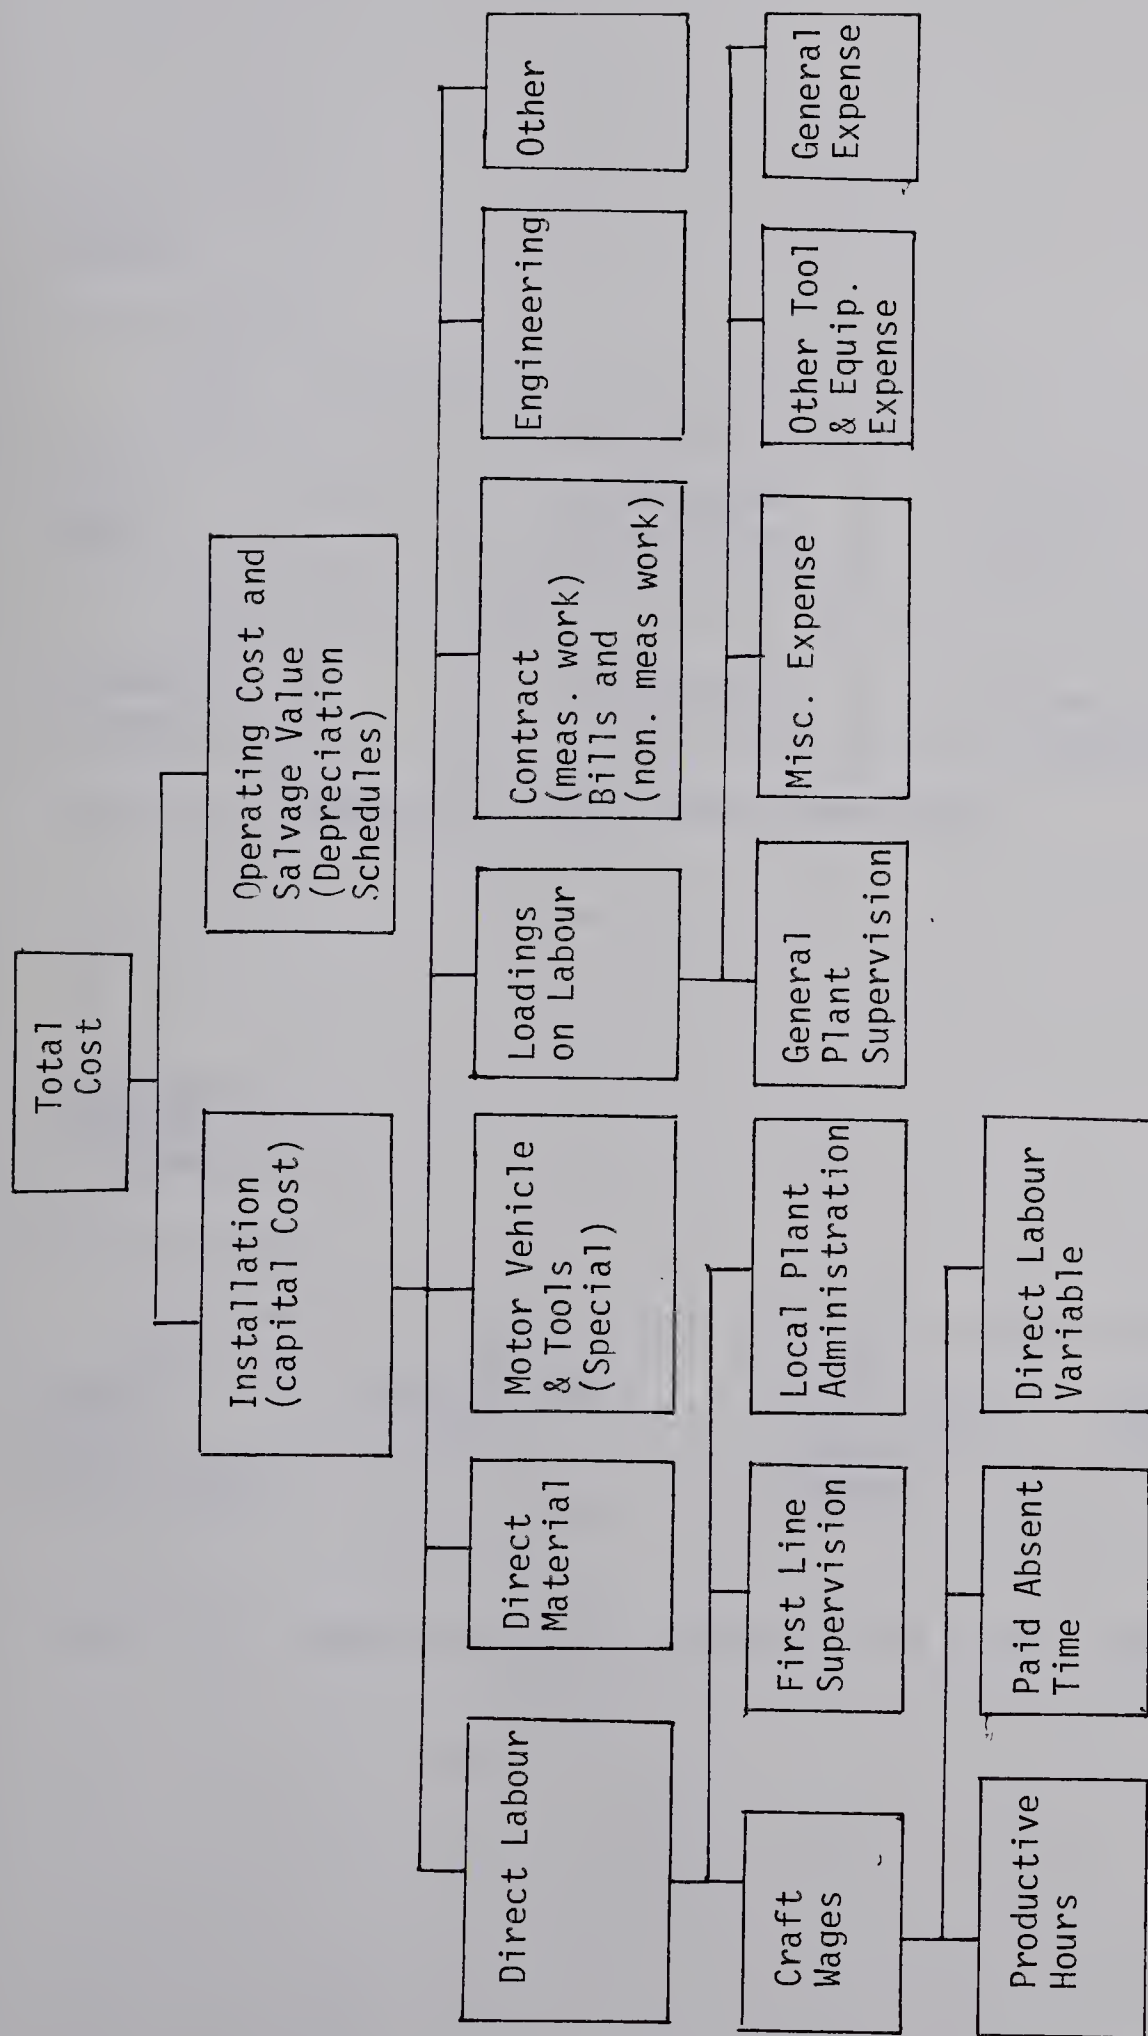 Total
Cost
Installation
(capital Cost)
Operating Cost and
Salvage Value
(Depreciation
Schedules)
Direct Labour
Direct
Material
Motor Vehicle
& Tools
(Special)
Loadings
on Labour
Contract
(meas. work)
Bills and
(non. meas work)
Engineering
Other
Craft
Wages
First Line
Supervision
Local Plant
Administration
General
Plant
Supervision
Misc. Expense
Other Tool
& Equip.
Expense
General
Expense
Productive
Hours
Paid Absent
Time
Direct Labour
Variable